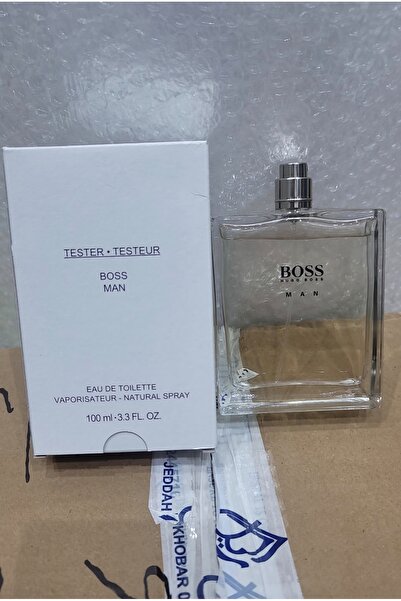 TESTER • TESTEUR
BOSS
MAN
EAU DE TOILETTE
VAPORISATEUR - NATURAL SPRAY
100 ml · 3.3 FL. OZ.
BOSS
HUGO BOSS
MAN
JEDDAH
KHOBAR 0